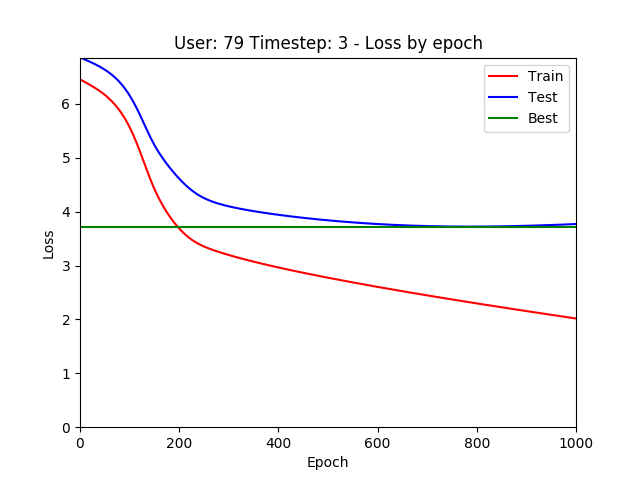 User: 79 Timestep: 3 - Loss by epoch
Train
Test
Best
Loss
6
5
4
3
2
1
0
0 200 400 600 800 1000
Epoch